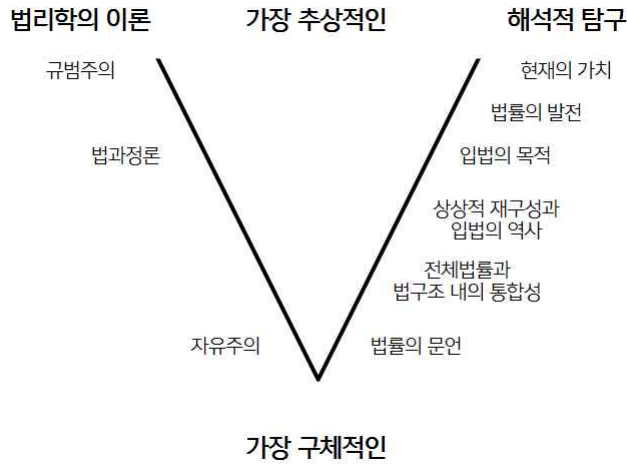 법리학의 이론 가장 추상적인 해석적 탐구
규범주의 현재의 가치
법률의 발전
법과정론 입법의 목적
상상적 재구성과
입법의 역사
전체법률과
법구조 내의 통합성
자유주의 법률의 문언
가장 구체적인